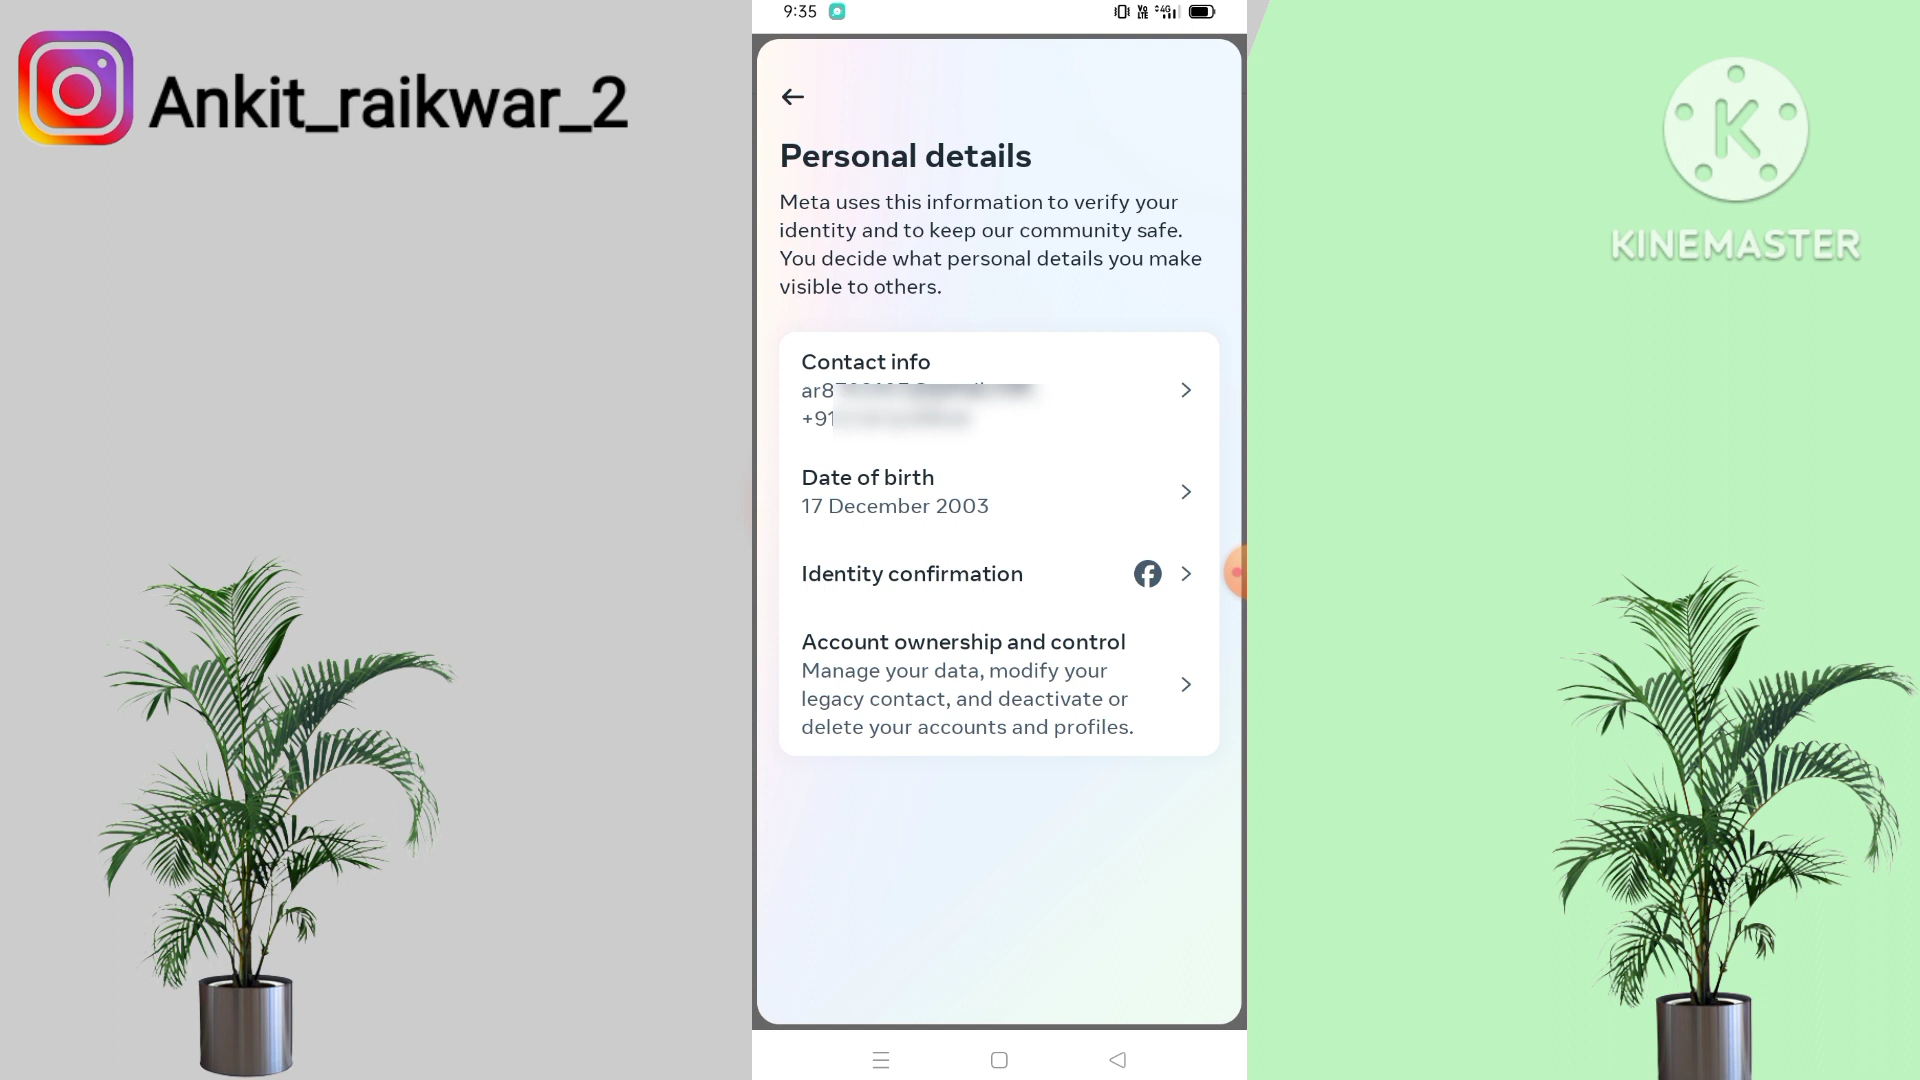 9:35
Vo
LTE
4G
Ankit_raikwar_2
K
KINEMASTER
Personal details
Meta uses this information to verify your
identity and to keep our community safe.
You decide what personal details you make
visible to others.
Contact info
ar8
+91
Date of birth
17 December 2003
Identity confirmation
Account ownership and control
Manage your data, modify your
legacy contact, and deactivate or
delete your accounts and profiles.